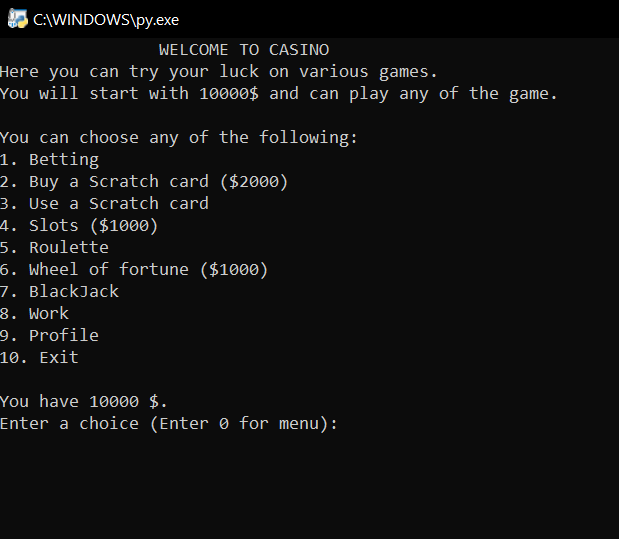 C:\WINDOWS\py.exe
WELCOME TO CASINO
Here you can try your luck on various games.
You will start with 10000$ and can play any of the game.
You can choose any of the following:
1. Betting
2. Buy a Scratch card ($2000)
3. Use a Scratch card
4. Slots ($1000)
5. Roulette
6. Wheel of fortune ($1000)
7. BlackJack
8. Work
9. Profile
10. Exit
You have 10000 $.
Enter a choice (Enter 0 for menu):